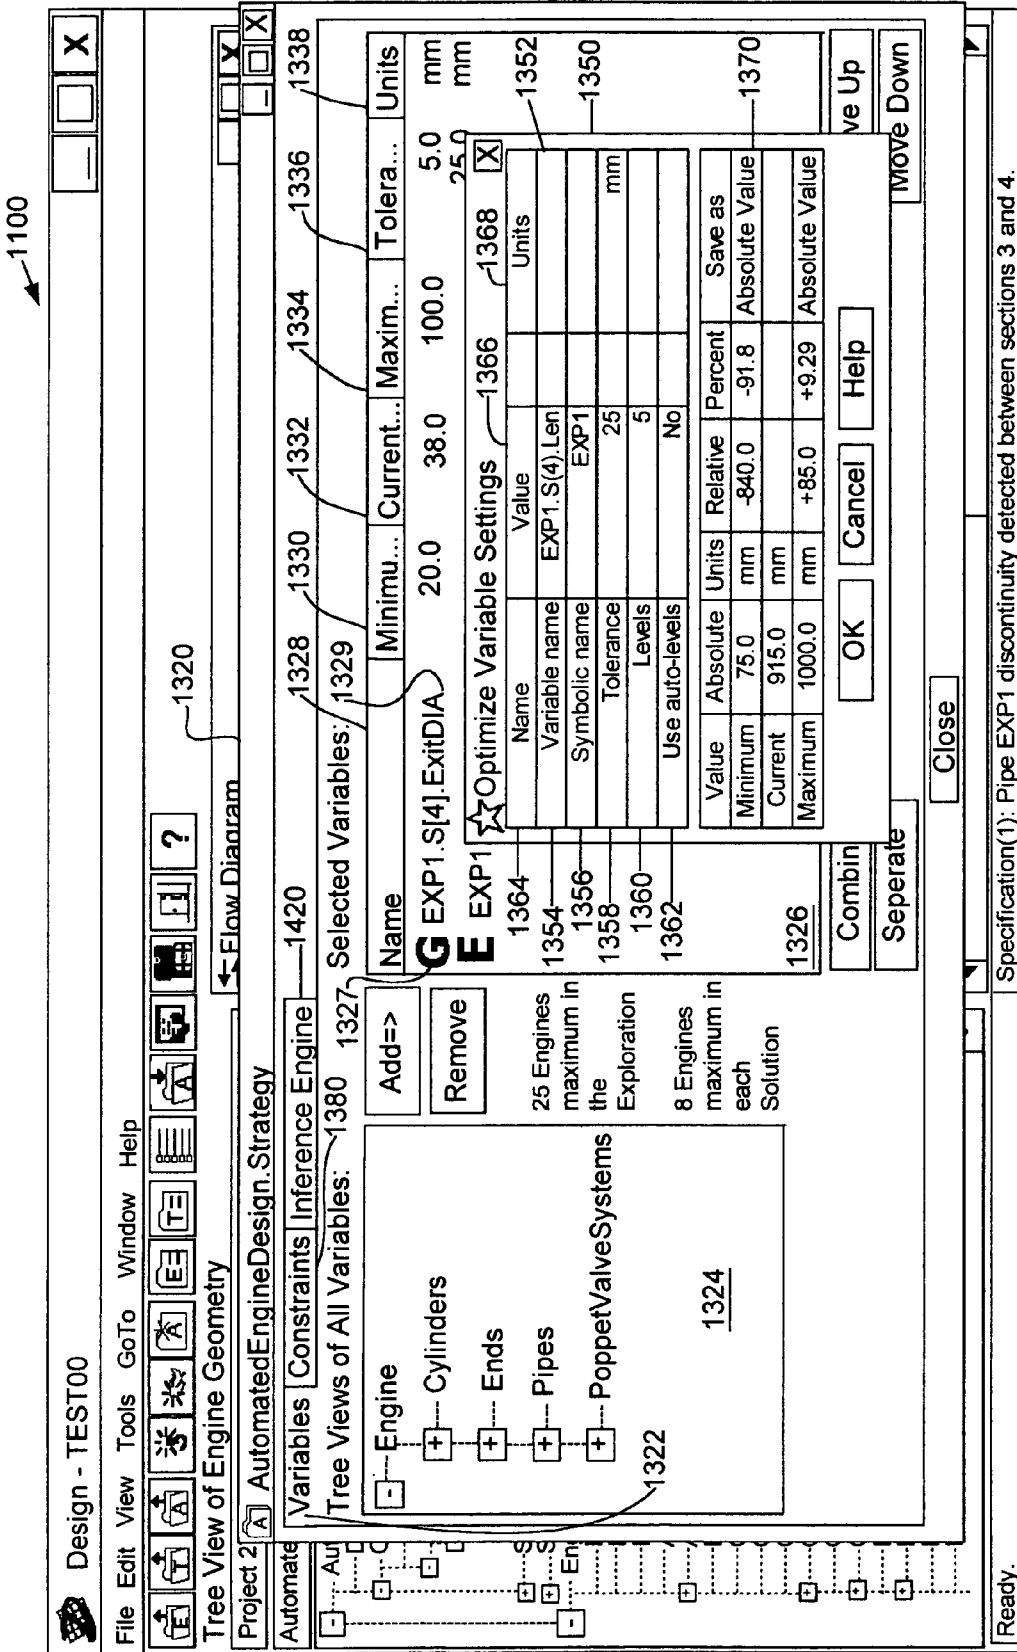 1100
Design - TEST00
File Edit View Tools GoTo Window Help
E T A A E T A ?
Tree View of Engine Geometry
Flow Diagram
1320
Project 2
A AutomatedEngineDesign.Strategy
Automate
Variables Constraints Inference Engine
1420
1380
1327
1328
1329
1330
1332
1334
1336
1338
Tree Views of All Variables:
Engine
Cylinders
Ends
Pipes
PoppetValveSystems
1324
1322
Add=>
Remove
25 Engines
maximum in
the
Exploration
8 Engines
maximum in
each
Solution
Selected Variables:
Name Minimu... Current... Maxim... Tolera... Units
G EXP1.S[4].ExitDIA 20.0 38.0 100.0 5.0 mm
E EXP1 25.0 mm
Optimize Variable Settings X
1366
1368
1352
1350
1370
1364
1354
1356
1358
1360
1362
Name Value Units
Variable name EXP1.S(4).Len
Symbolic name EXP1
Tolerance 25 mm
Levels 5
Use auto-levels No
Value Absolute Units Relative Percent Save as
Minimum 75.0 mm -840.0 -91.8 Absolute Value
Current 915.0 mm
Maximum 1000.0 mm +85.0 +9.29 Absolute Value
OK Cancel Help
1326
Combin
Seperate
ve Up
Move Down
Close
Ready.
Specification(1): Pipe EXP1 discontinuity detected between sections 3 and 4.